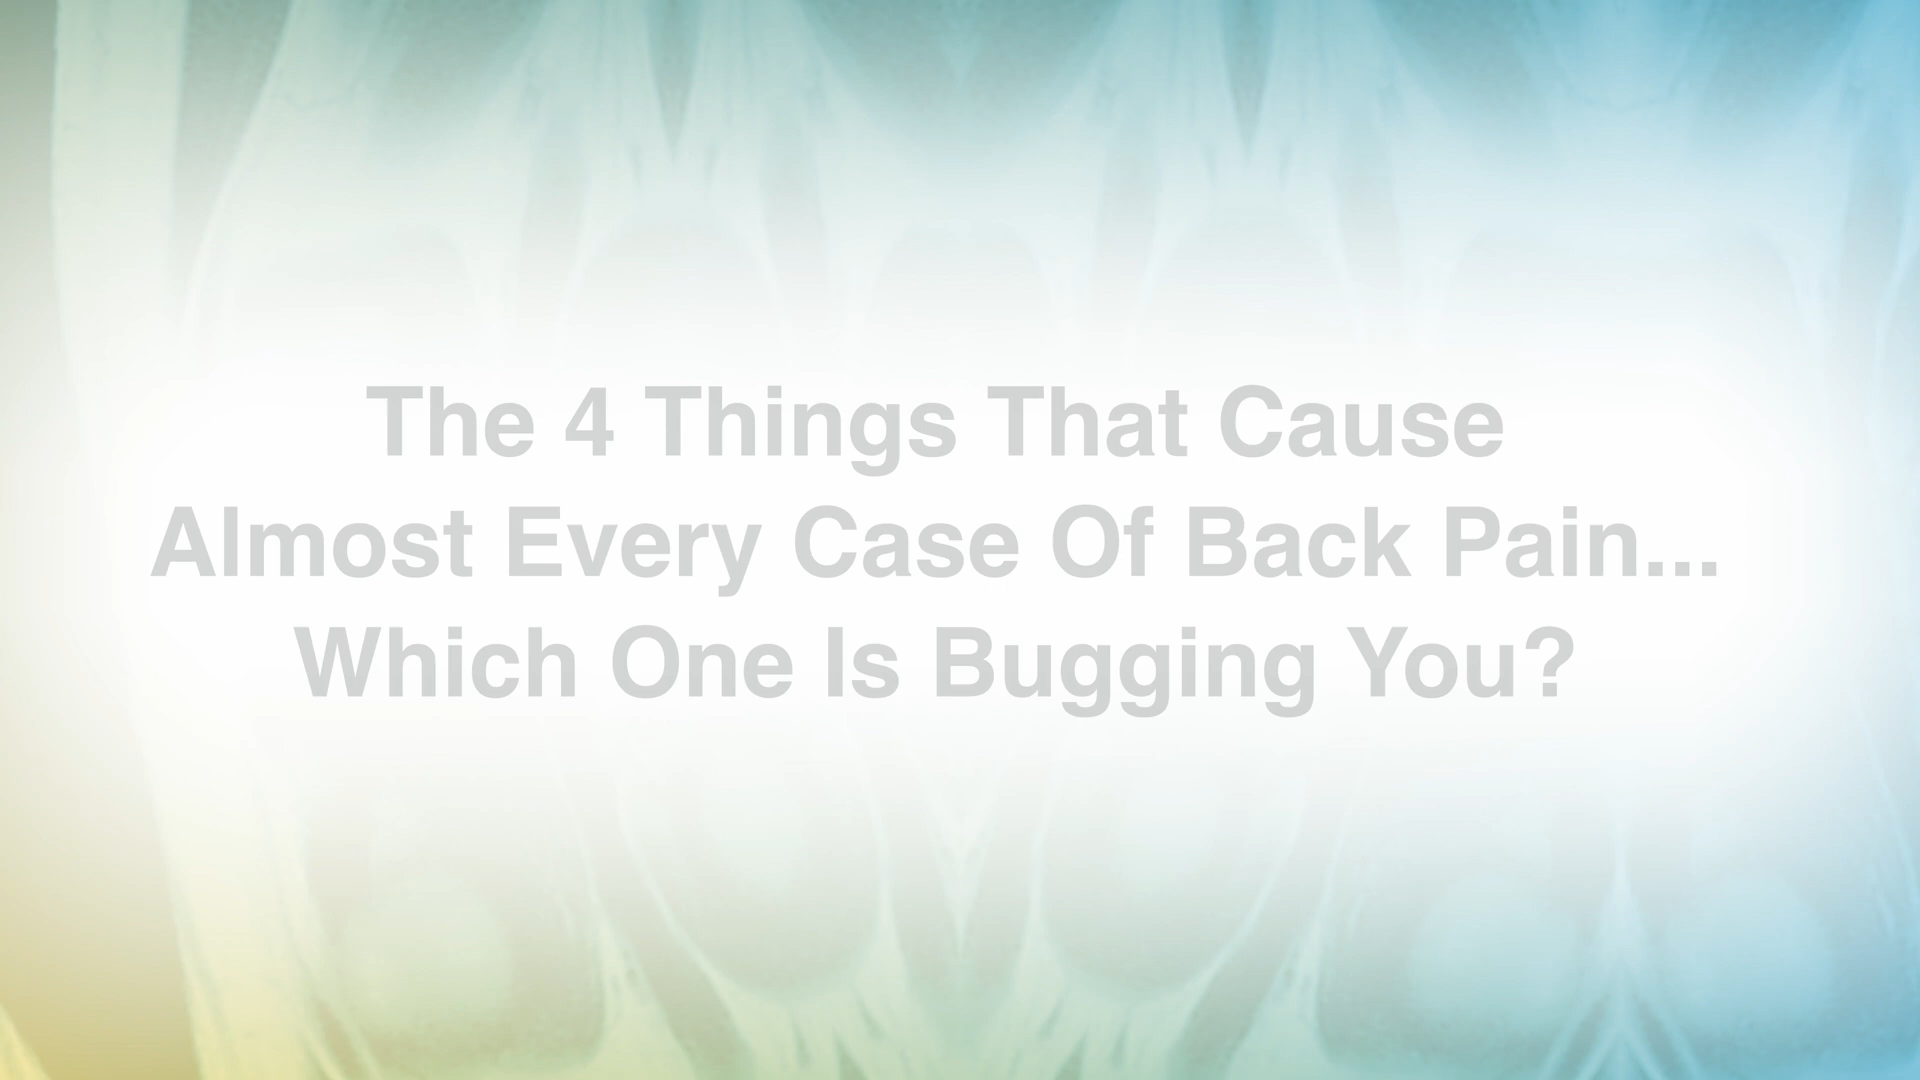 The 4 Things That Cause
Almost Every Case Of Back Pain...
Which One Is Bugging You?